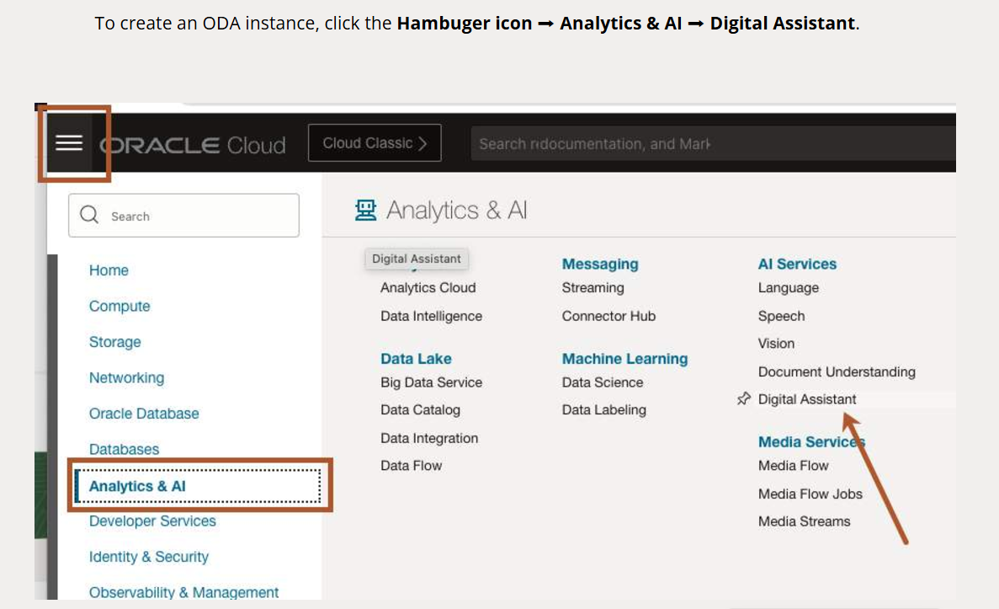 To create an ODA instance, click the Hambuger icon ➞ Analytics & AI ➞ Digital Assistant.
ORACLE Cloud
Cloud Classic >
Search documentation, and Mark
Search
Home
Compute
Storage
Networking
Oracle Database
Databases
Analytics & AI
Developer Services
Identity & Security
Observability & Management
Analytics & AI
Digital Assistant
Analytics Cloud
Data Intelligence
Data Lake
Big Data Service
Data Catalog
Data Integration
Data Flow
Messaging
Streaming
Connector Hub
Machine Learning
Data Science
Data Labeling
AI Services
Language
Speech
Vision
Document Understanding
Digital Assistant
Media Services
Media Flow
Media Flow Jobs
Media Streams